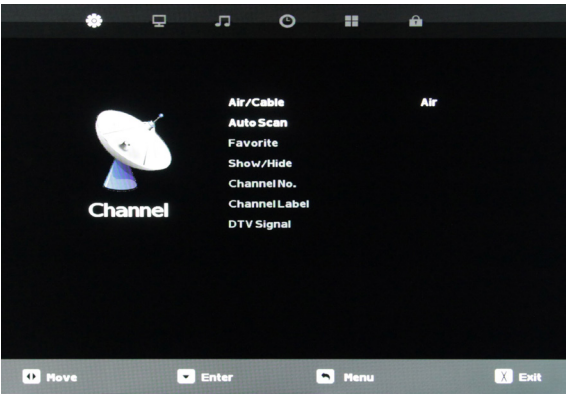 Air/Cable Air
Auto Scan
Favorite
Show/Hide
Channel No.
Channel Label
DTV Signal
Channel
Move Enter Menu Exit